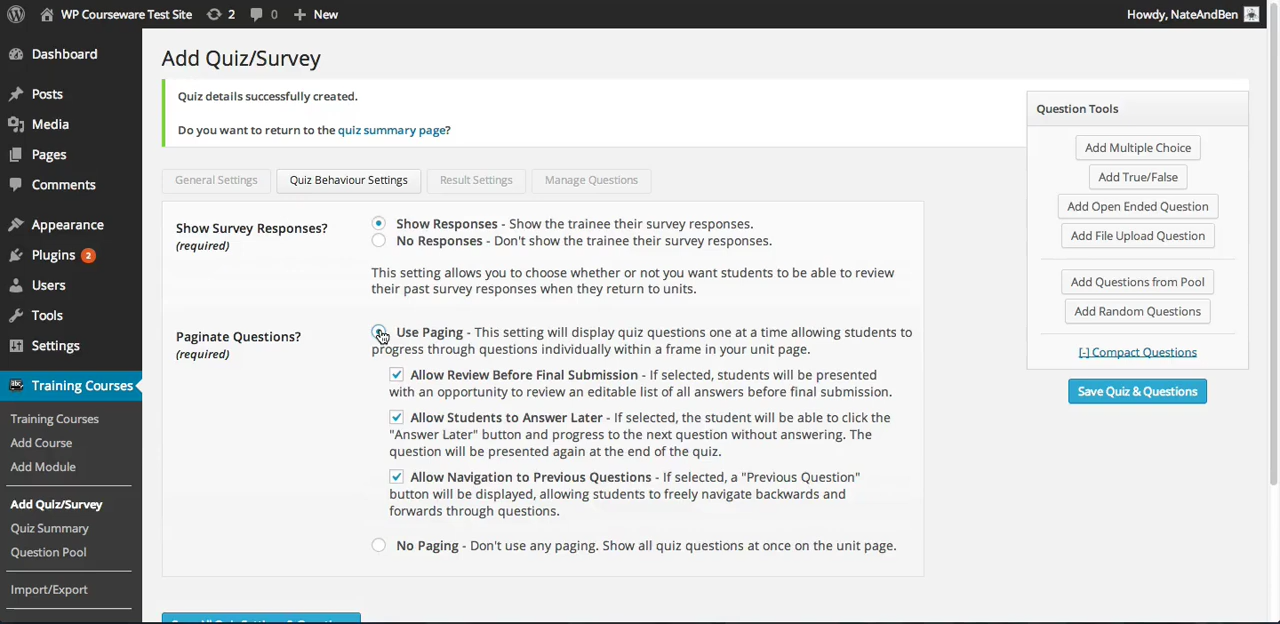 WP Courseware Test Site 2 0 New Howdy, NateAndBen
Dashboard
Posts
Media
Pages
Comments
Appearance
Plugins 2
Users
Tools
Settings
Training Courses
Training Courses
Add Course
Add Module
Add Quiz/Survey
Quiz Summary
Question Pool
Import/Export
Add Quiz/Survey
Quiz details successfully created.
Do you want to return to the quiz summary page?
General Settings Quiz Behaviour Settings Result Settings Manage Questions
Show Survey Responses?
(required)
Show Responses - Show the trainee their survey responses.
No Responses - Don't show the trainee their survey responses.
This setting allows you to choose whether or not you want students to be able to review
their past survey responses when they return to units.
Paginate Questions?
(required)
Use Paging - This setting will display quiz questions one at a time allowing students to
progress through questions individually within a frame in your unit page.
Allow Review Before Final Submission - If selected, students will be presented
with an opportunity to review an editable list of all answers before final submission.
Allow Students to Answer Later - If selected, the student will be able to click the
"Answer Later" button and progress to the next question without answering. The
question will be presented again at the end of the quiz.
Allow Navigation to Previous Questions - If selected, a "Previous Question"
button will be displayed, allowing students to freely navigate backwards and
forwards through questions.
No Paging - Don't use any paging. Show all quiz questions at once on the unit page.
Question Tools
Add Multiple Choice
Add True/False
Add Open Ended Question
Add File Upload Question
Add Questions from Pool
Add Random Questions
[-] Compact Questions
Save Quiz & Questions